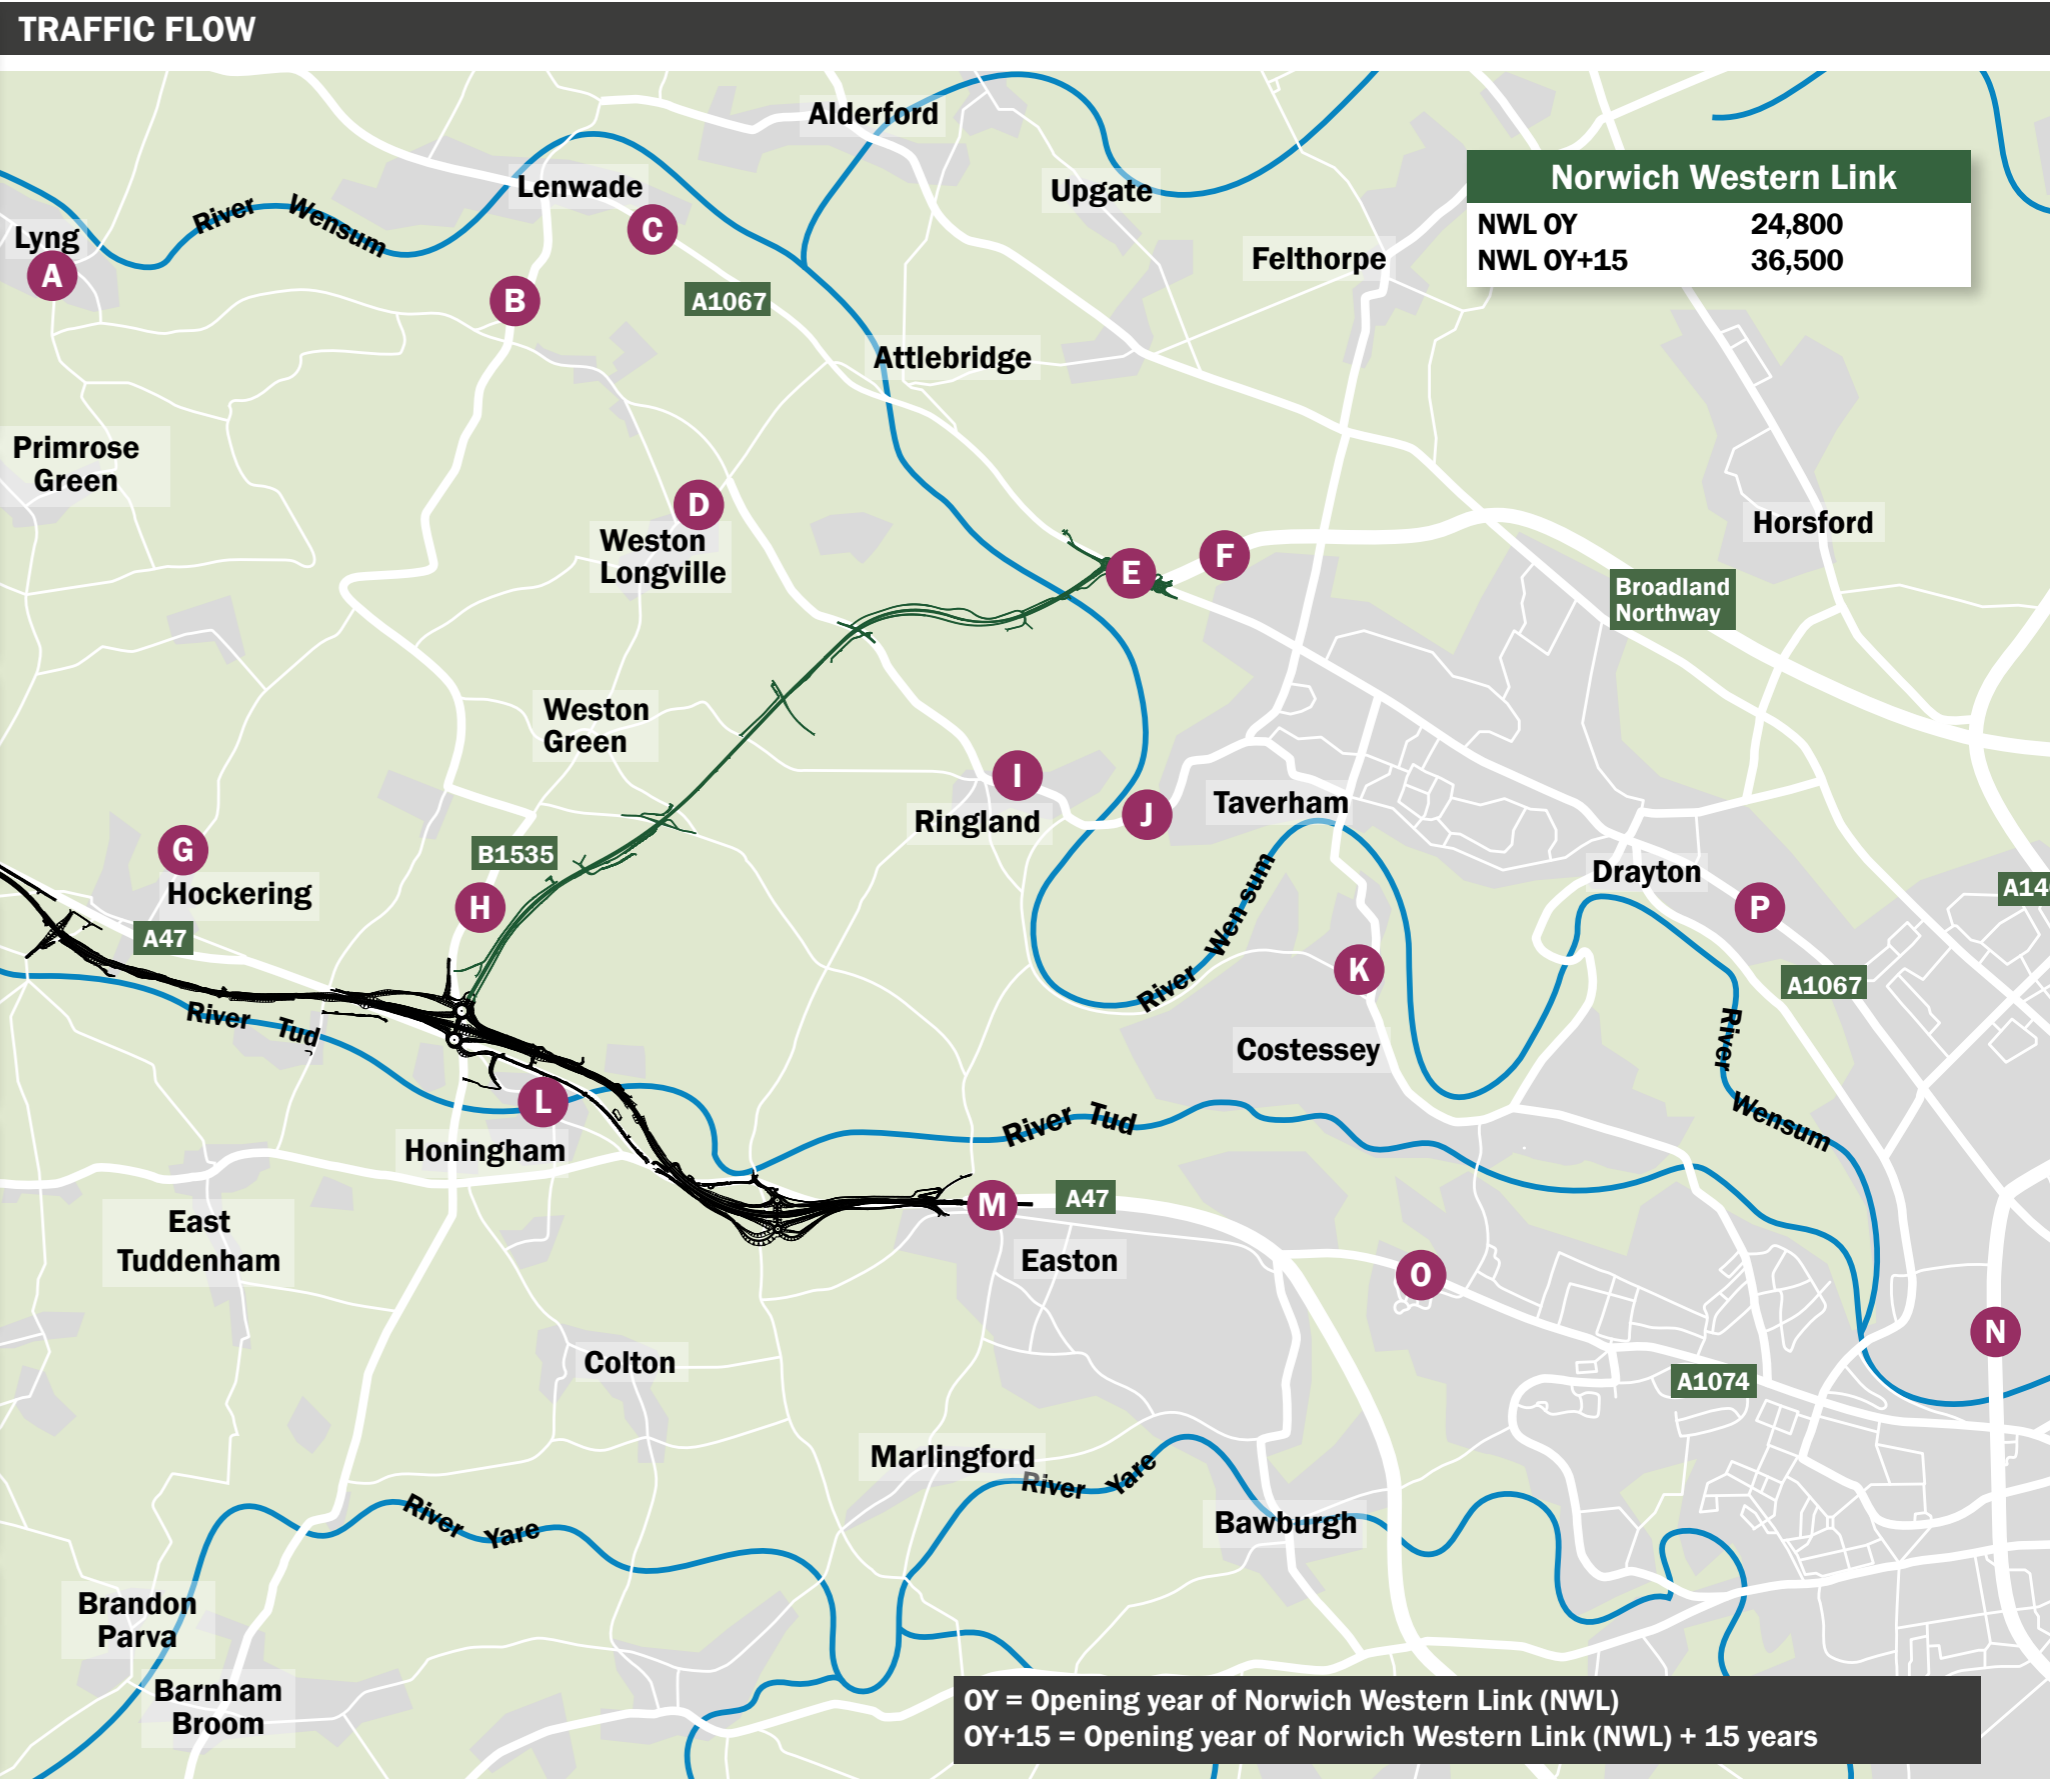 TRAFFIC FLOW
Alderford
Lenwade
Upgate
Norwich Western Link
NWL OY 24,800
NWL OY+15 36,500
River Wensum
Lyng
A
C
B
A1067
Felthorpe
Attlebridge
Primrose
Green
D
Weston
Longville
Horsford
E
F
Broadland
Northway
Weston
Green
I
Ringland
J
Taverham
G
Hockering
B1535
H
A47
Drayton
P
A14
River Wensum
K
A1067
River Tud
Costessey
River Wensum
L
Honingham
River Tud
M
A47
East
Tuddenham
Easton
O
N
Colton
A1074
Marlingford
River Yare
River Yare
Bawburgh
Brandon
Parva
Barnham
Broom
OY = Opening year of Norwich Western Link (NWL)
OY+15 = Opening year of Norwich Western Link (NWL) + 15 years